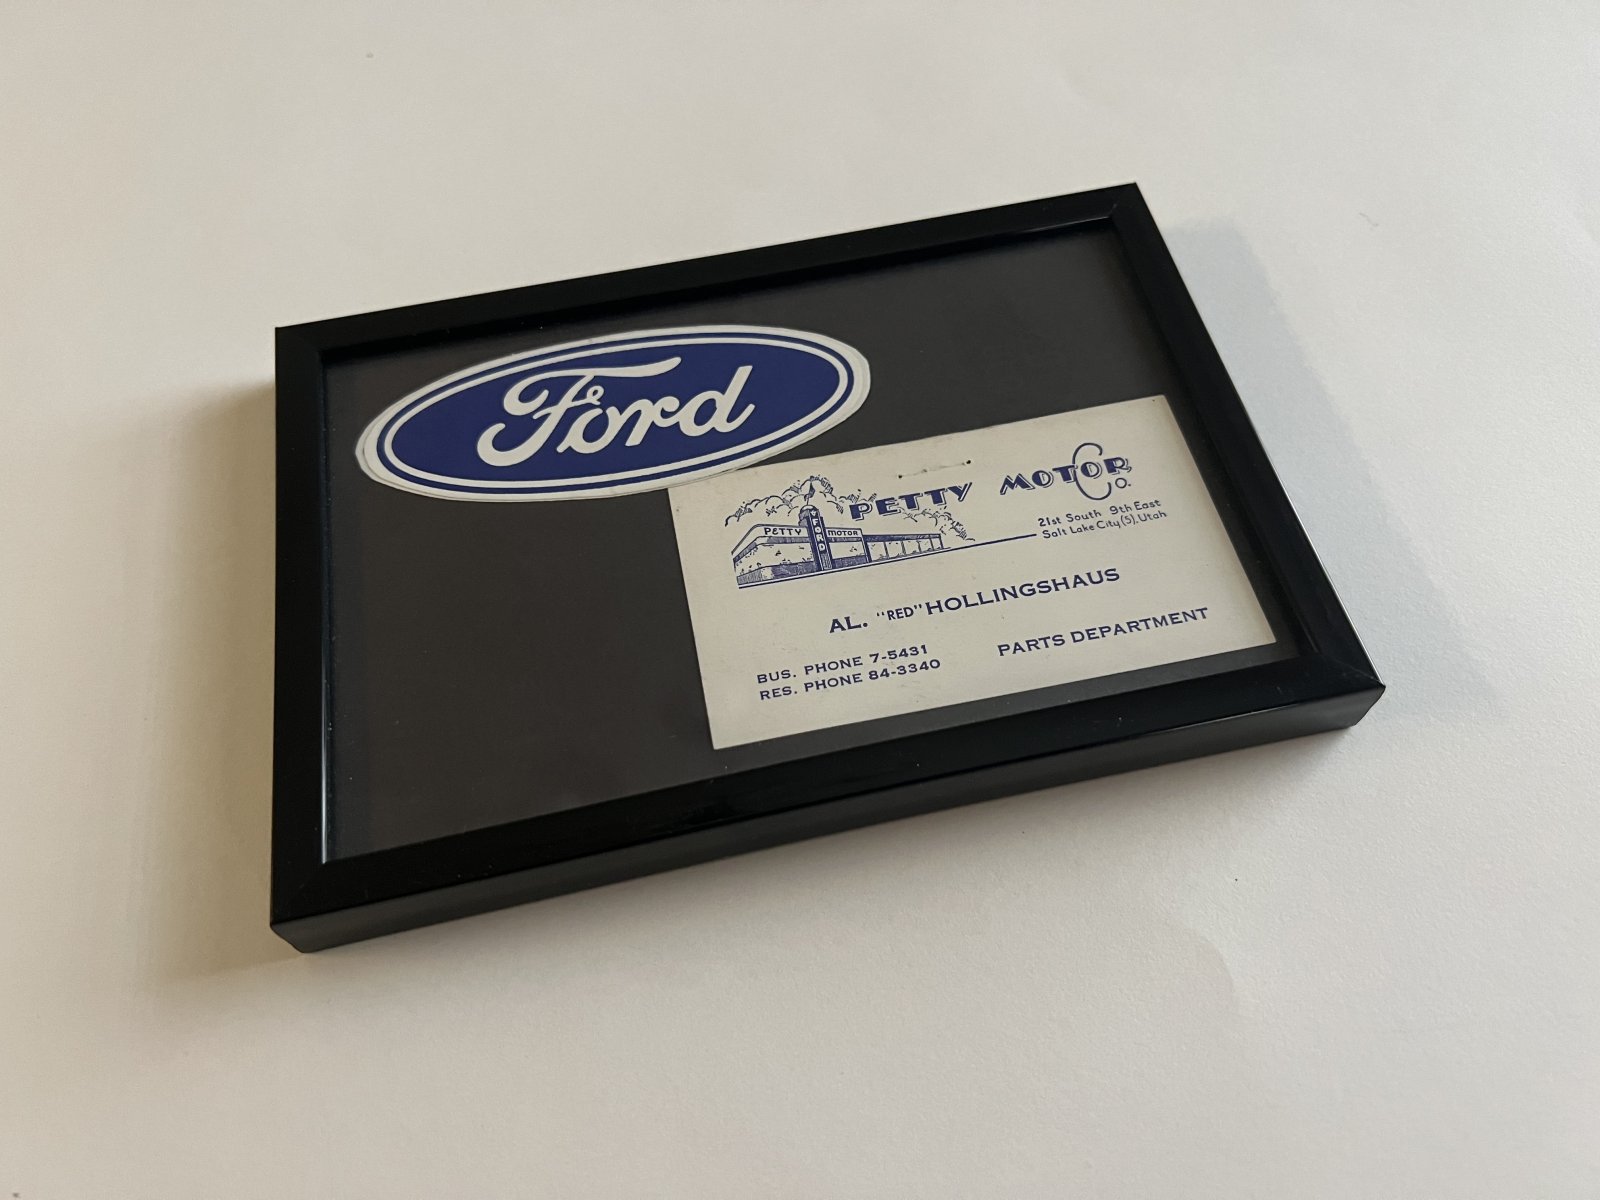 Ford
PETTY MOTOR CO.
21st South 9th East
Salt Lake City (5), Utah
PETTY FORD MOTOR
AL. "RED" HOLLINGSHAUS
BUS. PHONE 7-5431
RES. PHONE 84-3340
PARTS DEPARTMENT